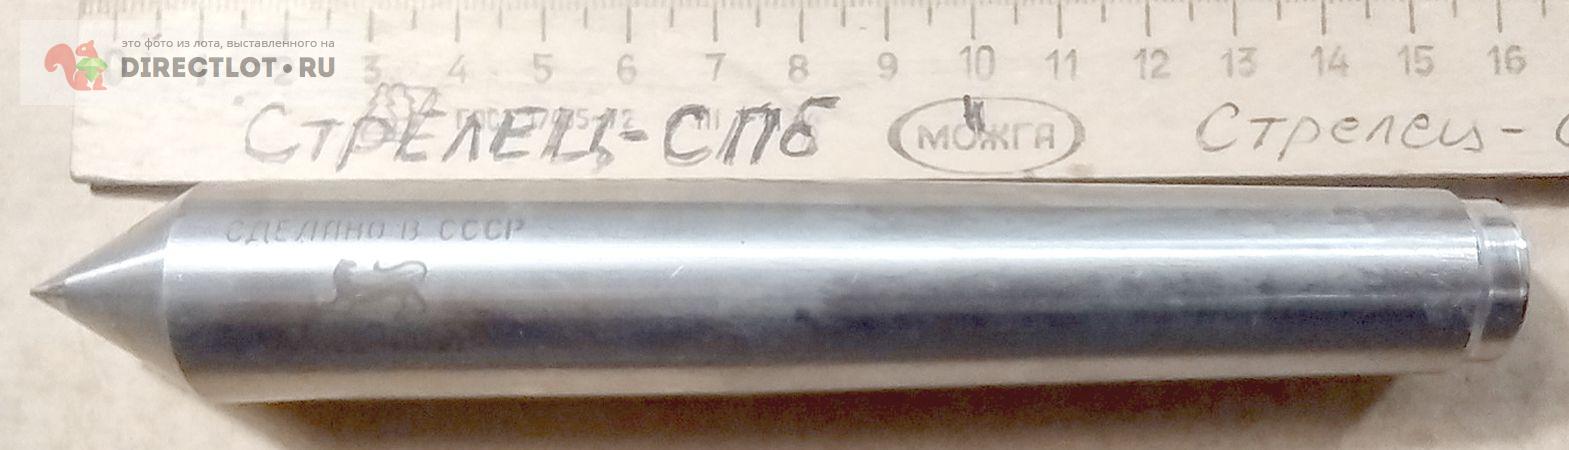 это фото из лота, выставленного на
DIRECTLOT•RU
3 4 5 6 7 8 9 10 11 12 13 14 15 16
СТРЕЛЕЦ-СПб
МОЖГА
Стрелец-
СДЕЛАНО В СССР